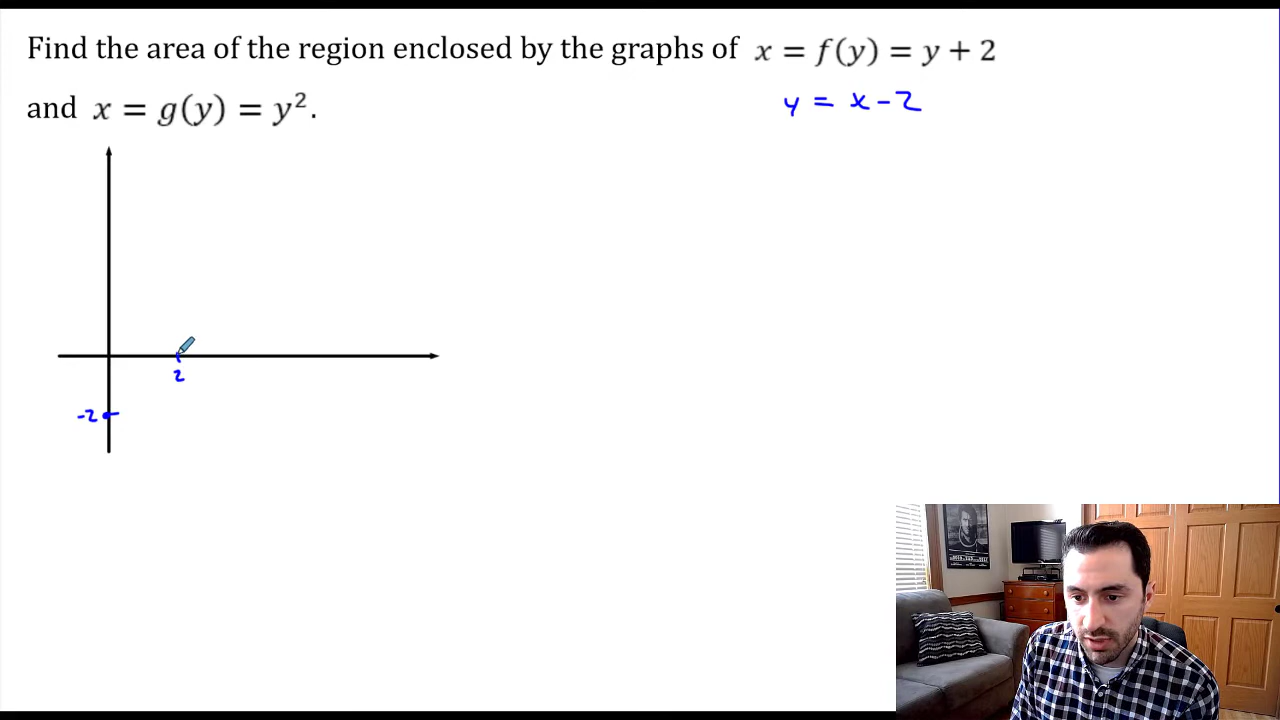 Find the area of the region enclosed by the graphs of x = f(y) = y + 2
y = x - 2
and x = g(y) = y².
2
-2